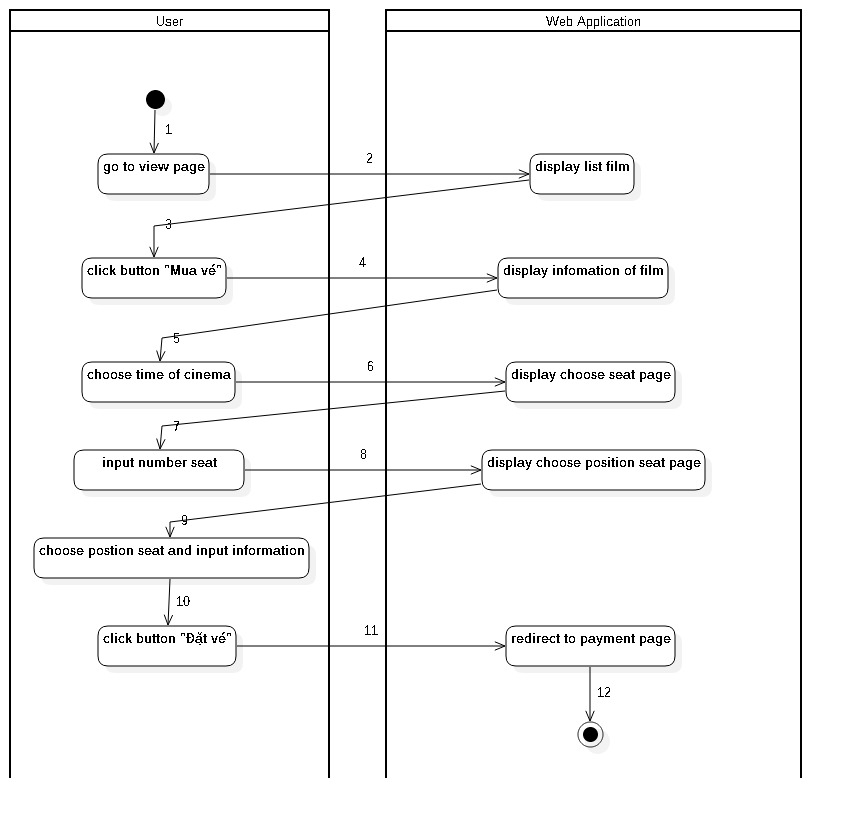 User
Web Application
1
go to view page
2
display list film
3
click button "Mua vé"
4
display infomation of film
5
choose time of cinema
6
display choose seat page
7
input number seat
8
display choose position seat page
9
choose postion seat and input information
10
click button "Đặt vé"
11
redirect to payment page
12